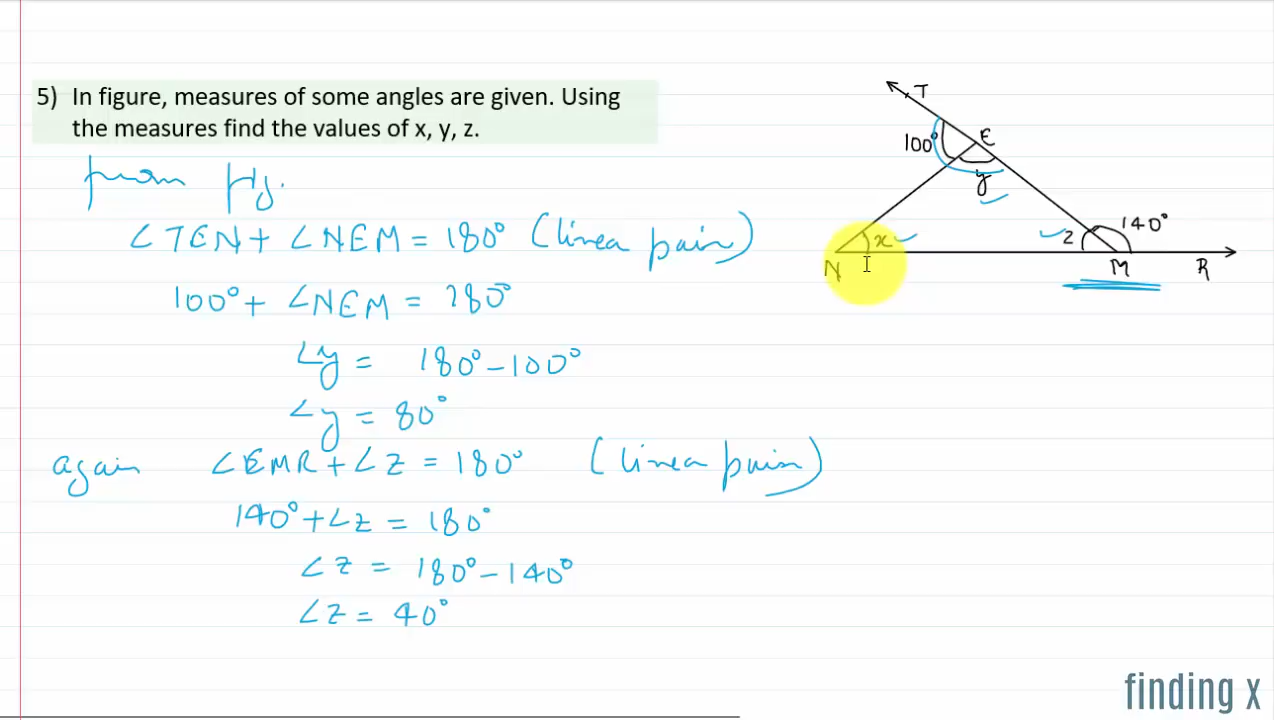 5) In figure, measures of some angles are given. Using
the measures find the values of x, y, z.
from fig.
∠TEN + ∠NEM = 180° (linea pair)
100° + ∠NEM = 180°
∠y = 180° - 100°
∠y = 80°
again ∠EMR + ∠Z = 180° (linea pair)
140° + ∠Z = 180°
∠Z = 180° - 140°
∠Z = 40°
T
E
100°
y
140°
x
z
N
M
R
finding x